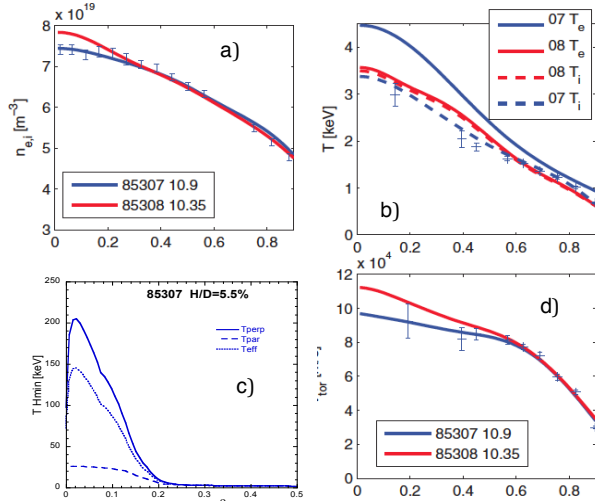 x 10^19
8
7
6
5
4
3
0
0.2
0.4
0.6
0.8
n_e,i [m^-3]
a)
85307 10.9
85308 10.35
07 T_e
08 T_e
08 T_i
07 T_i
4
3
2
1
0
0
0.2
0.4
0.6
0.8
T [keV]
b)
85307 H/D=5.5%
Tperp
Tpar
Teff
250
200
150
100
50
0
0
0.1
0.2
0.3
0.4
0.5
T Hmin [keV]
c)
x 10^4
12
10
8
6
4
2
0
0
0.2
0.4
0.6
0.8
tor
d)
85307 10.9
85308 10.35